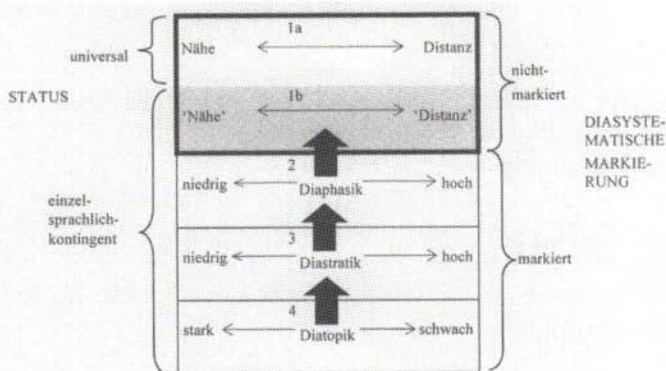 1a
Nähe Distanz
universal
nicht-
markiert
STATUS
1b
'Nähe' 'Distanz'
DIASYSTE-
MATISCHE
MARKIE-
RUNG
2
niedrig Diaphasik hoch
einzel-
sprachlich-
kontingent
3
niedrig Diastratik hoch
markiert
4
stark Diatopik schwach